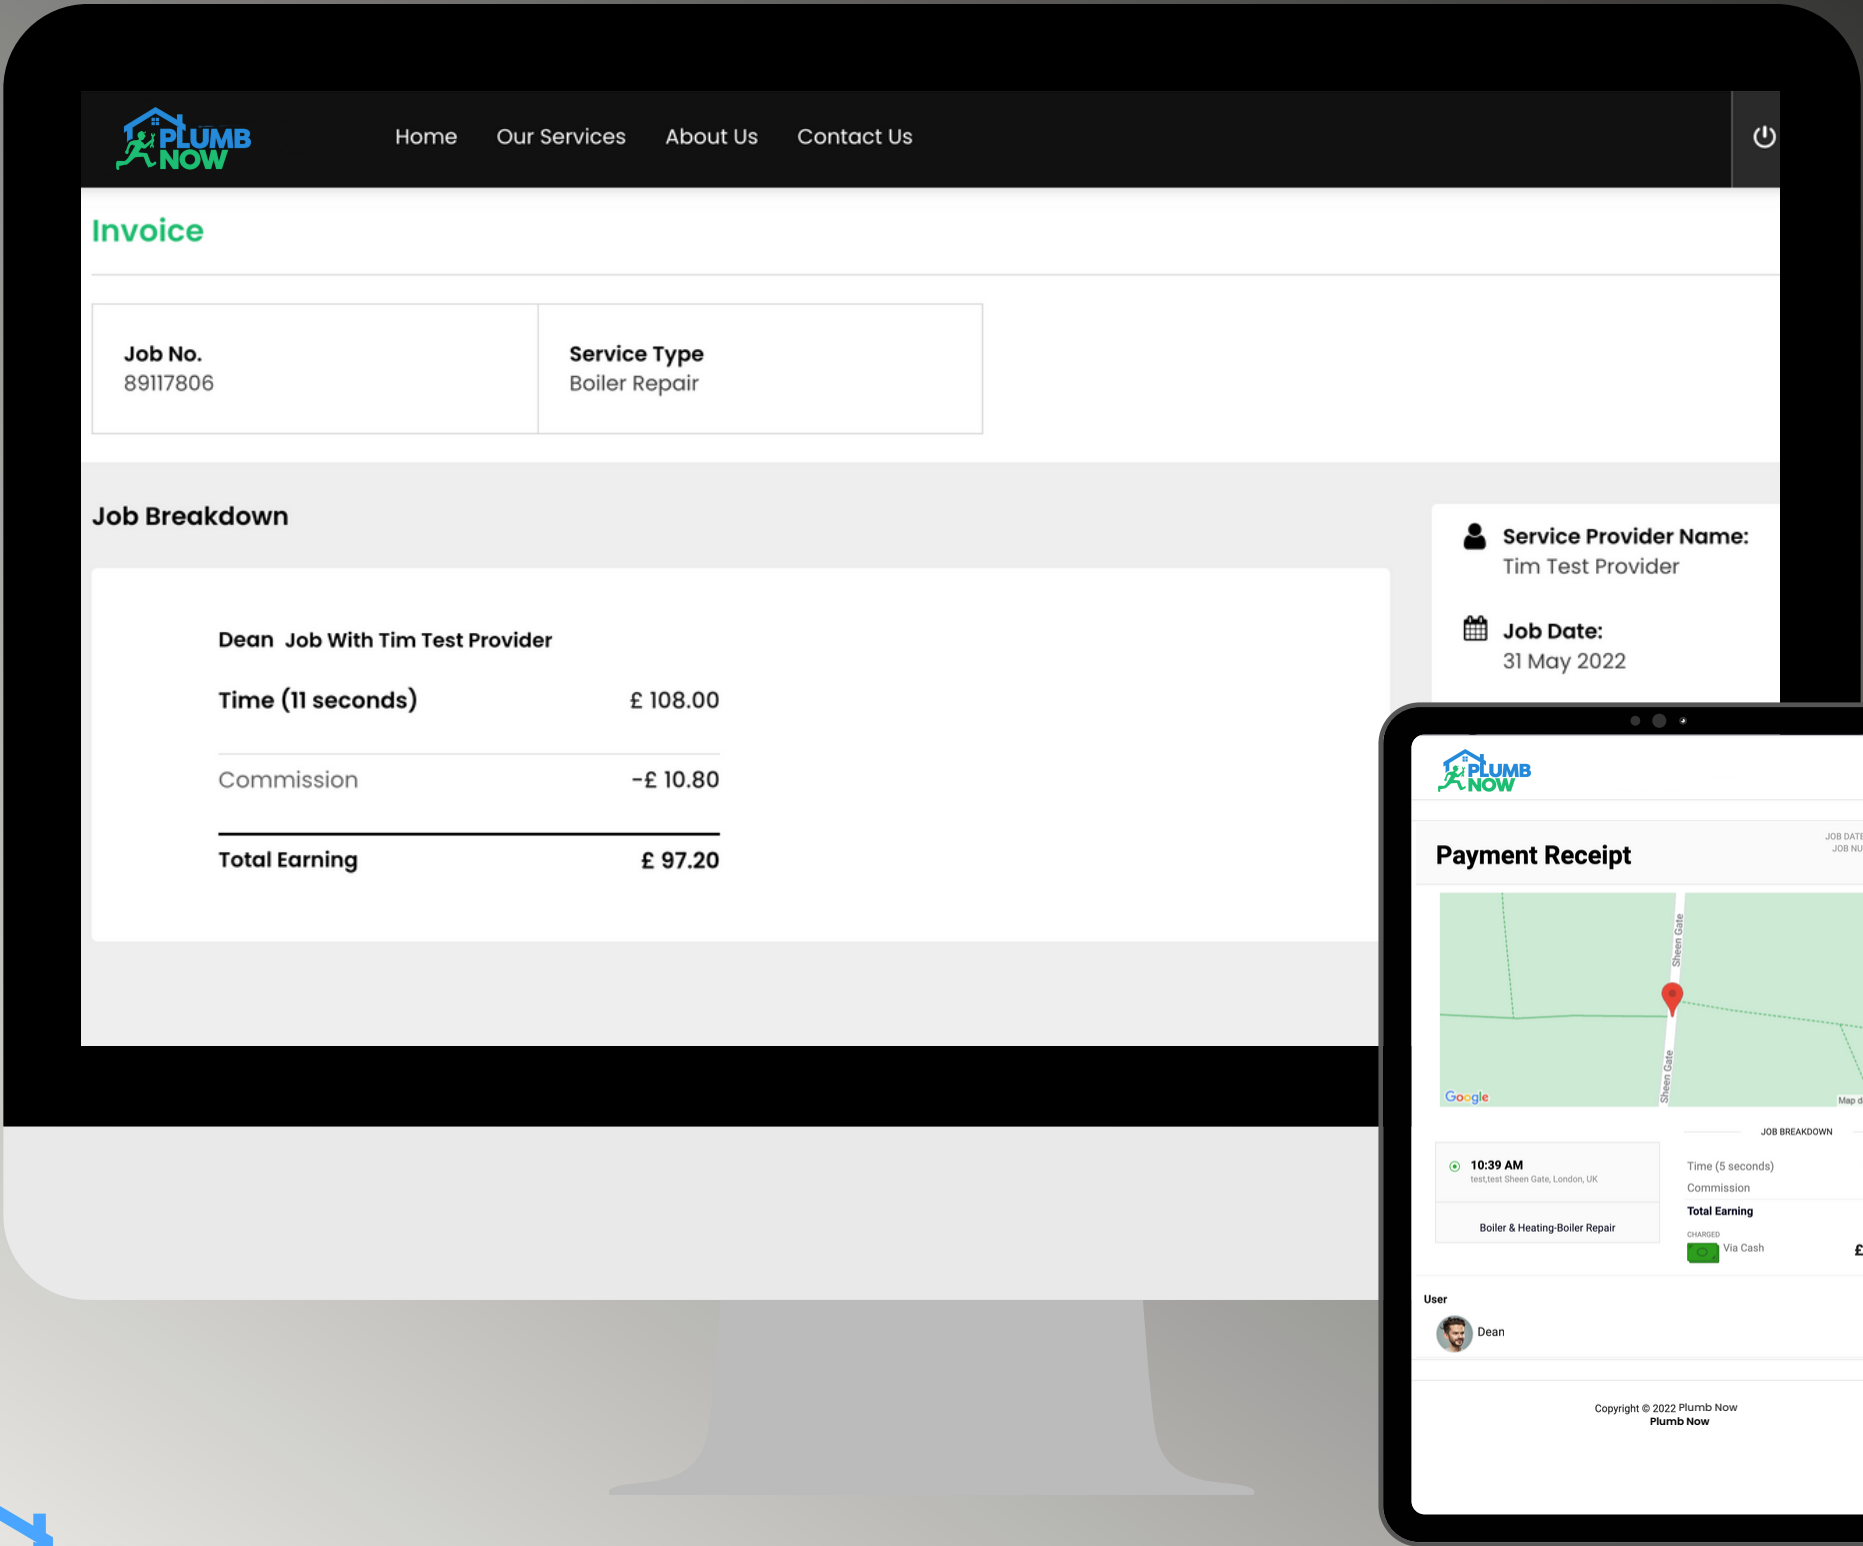 PLUMB
NOW
Home Our Services About Us Contact Us
Invoice
Job No.
89117806
Service Type
Boiler Repair
Job Breakdown
Dean Job With Tim Test Provider
Time (11 seconds) £ 108.00
Commission -£ 10.80
Total Earning £ 97.20
Service Provider Name:
Tim Test Provider
Job Date:
31 May 2022
PLUMB
NOW
Payment Receipt
JOB DATE
JOB NU
Sheen Gate
Sheen Gate
Google
Map d
10:39 AM
test,test Sheen Gate, London, UK
Boiler & Heating-Boiler Repair
JOB BREAKDOWN
Time (5 seconds)
Commission
Total Earning
CHARGED
Via Cash £
User
Dean
Copyright © 2022 Plumb Now
Plumb Now